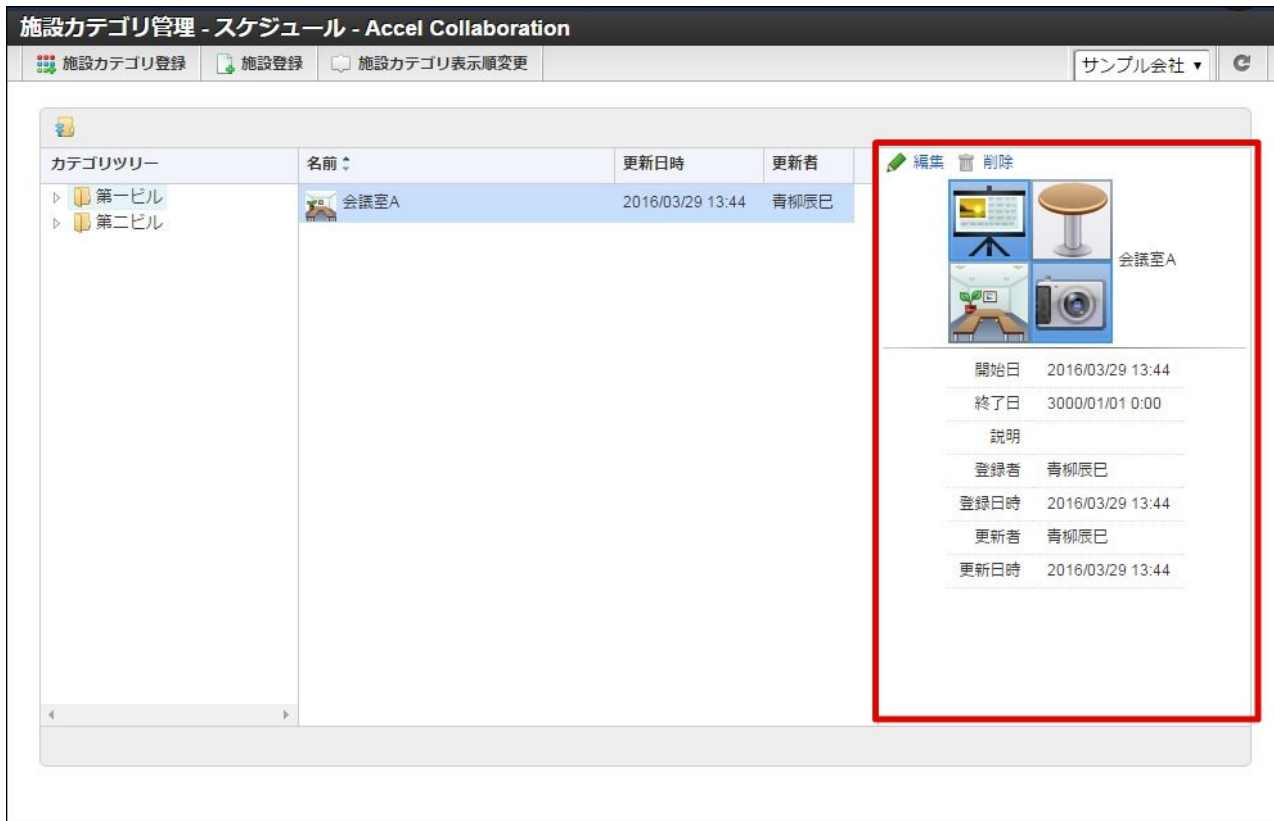 施設カテゴリ管理 - スケジュール - Accel Collaboration
施設カテゴリ登録 施設登録 施設カテゴリ表示順変更 サンプル会社 ▼
カテゴリツリー 名前 更新日時 更新者
第一ビル
第二ビル
会議室A 2016/03/29 13:44 青柳辰巳
編集 削除
会議室A
開始日 2016/03/29 13:44
終了日 3000/01/01 0:00
説明
登録者 青柳辰巳
登録日時 2016/03/29 13:44
更新者 青柳辰巳
更新日時 2016/03/29 13:44